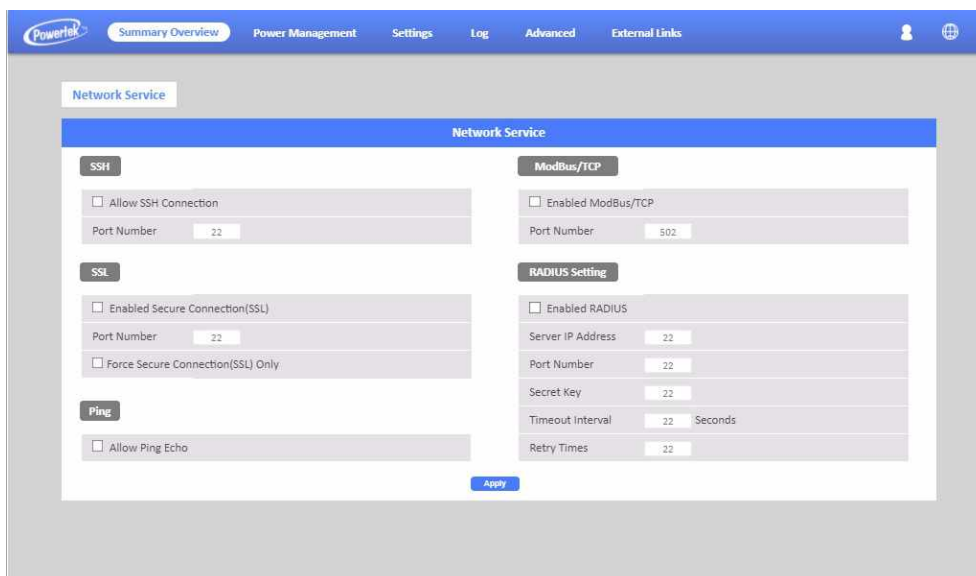 Powertek
Summary Overview
Power Management
Settings
Log
Advanced
External Links
Network Service
Network Service
SSH
Allow SSH Connection
Port Number 22
SSL
Enabled Secure Connection(SSL)
Port Number 22
Force Secure Connection(SSL) Only
Ping
Allow Ping Echo
ModBus/TCP
Enabled ModBus/TCP
Port Number 502
RADIUS Setting
Enabled RADIUS
Server IP Address 22
Port Number 22
Secret Key 22
Timeout Interval 22 Seconds
Retry Times 22
Apply